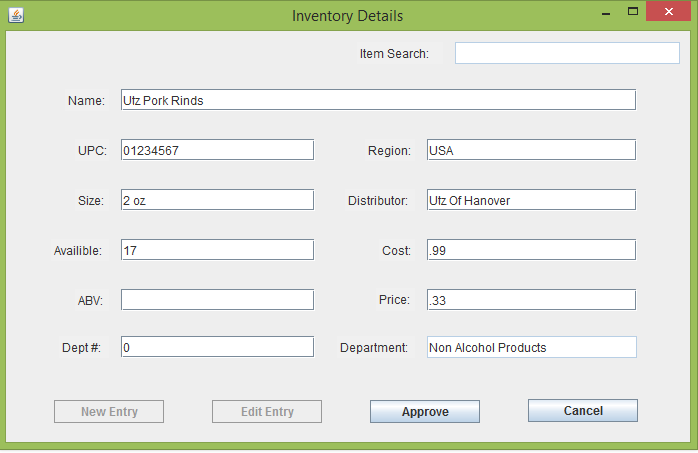 Inventory Details
Item Search:
Name: Utz Pork Rinds
UPC: 01234567 Region: USA
Size: 2 oz Distributor: Utz Of Hanover
Availible: 17 Cost: .99
ABV: Price: .33
Dept #: 0 Department: Non Alcohol Products
New Entry Edit Entry Approve Cancel